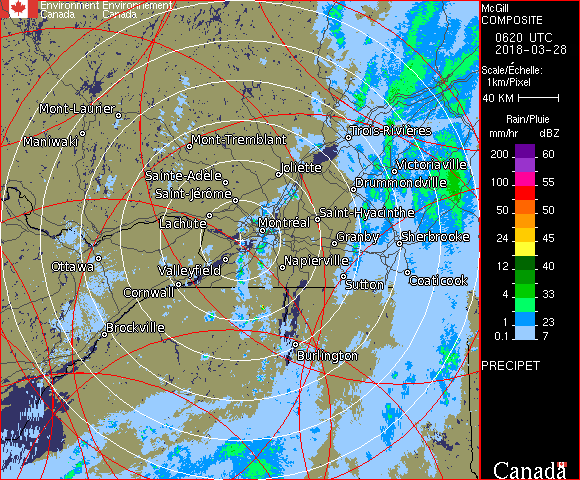 Environment Environnement
Canada Canada
McGill
COMPOSITE
0620 UTC
2018-03-28
Scale/Échelle:
1km/Pixel
40 KM
Rain/Pluie
mm/hr dBZ
200 60
100 55
50 50
24 45
12 40
4 33
1 23
0.1 7
PRECIPET
Canada
Mont-Laurier
Maniwaki
Mont-Tremblant
Trois-Rivières
Joliette
Victoriaville
Sainte-Adèle
Drummondville
Saint-Jérôme
Saint-Hyacinthe
Lachute
Montréal
Granby
Sherbrooke
Ottawa
Valleyfield
Napierville
Cornwall
Sutton
Coaticook
Brockville
Burlington